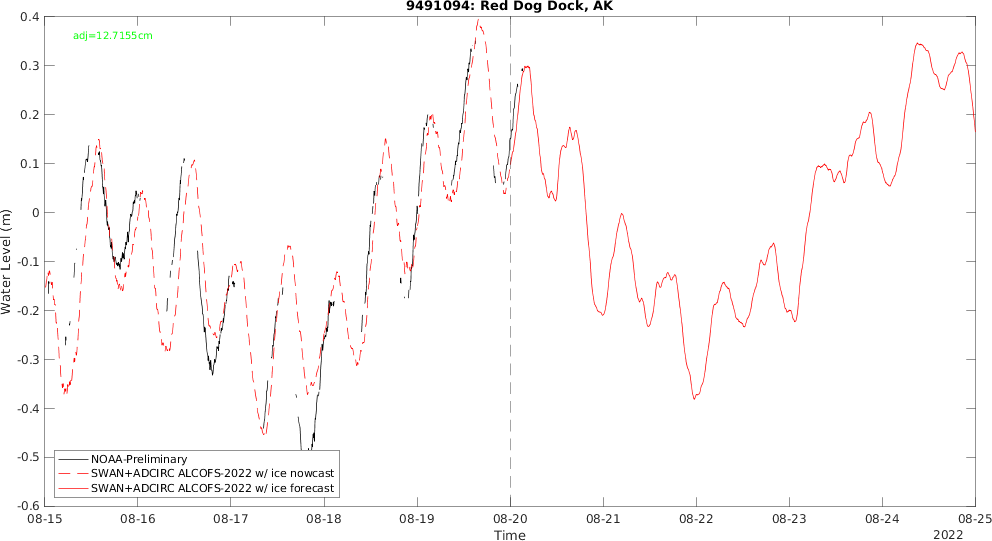 9491094: Red Dog Dock, AK
adj=12.7155cm
0.4
0.3
0.2
0.1
0
-0.1
-0.2
-0.3
-0.4
-0.5
-0.6
Water Level (m)
NOAA-Preliminary
SWAN+ADCIRC ALCOFS-2022 w/ ice nowcast
SWAN+ADCIRC ALCOFS-2022 w/ ice forecast
08-15 08-16 08-17 08-18 08-19 08-20 08-21 08-22 08-23 08-24 08-25
Time
2022